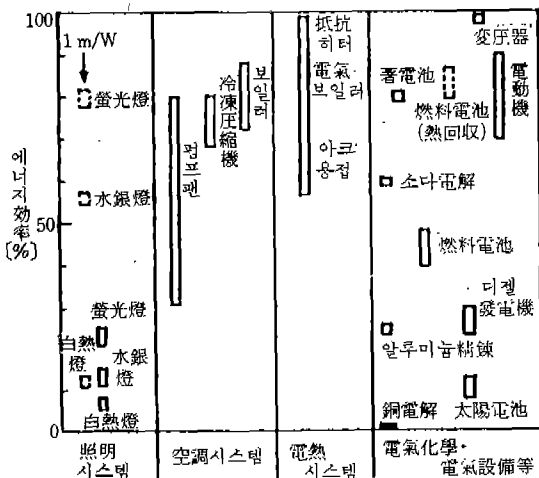 100
50
0
에너지効率
[%]
1 m/W
螢光燈
水銀燈
螢光燈
白熱
燈
水銀
燈
白熱燈
펌프팬
冷凍圧縮機
보일러
抵抗
히터
電氣
보일러
아크
용접
変圧器
著電池
燃料電池
(熱回収)
電動機
소다電解
燃料電池
디젤
發電機
알루미늄精錬
銅電解
太陽電池
照明
시스템
空調시스템
電熱
시스템
電氣化學·
電氣設備等